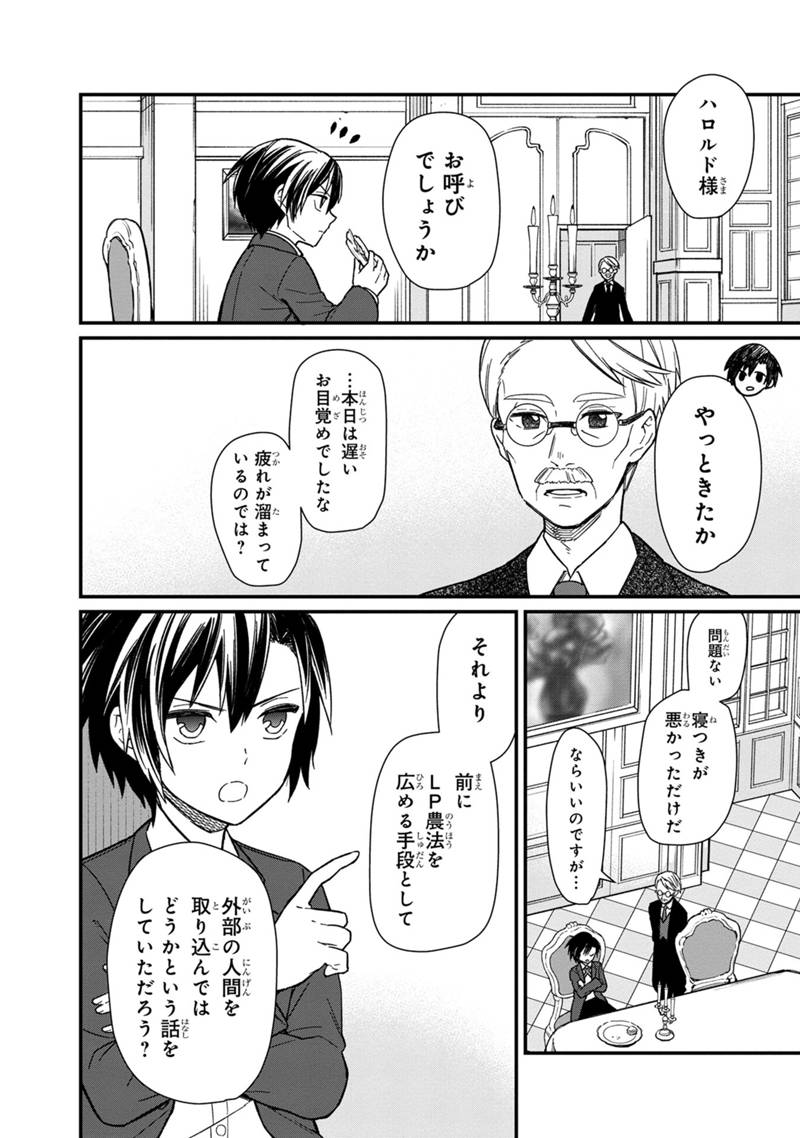 ハロルド様
お呼び
でしょうか
やっときたか
…本日は遅い
お目覚めでしたな
疲れが溜まって
いるのでは?
問題ない
寝つきが
悪かっただけだ
ならいいのですが…
それより
前に
LP農法を
広める手段として
外部の人間を
取り込んでは
どうかという話を
していただろう?